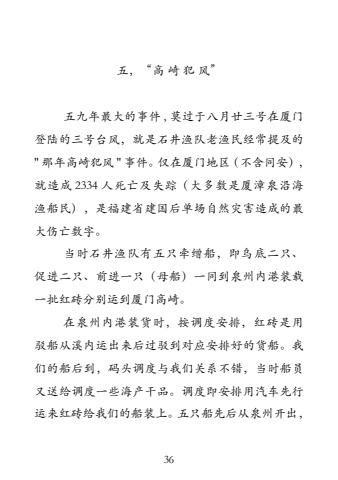 五，“高崎犯风”
五九年最大的事件，莫过于八月廿三号在厦门
登陆的三号台风，就是石井渔队老渔民经常提及的
"那年高崎犯风"事件。仅在厦门地区（不含同安），
就造成 2334 人死亡及失踪（大多数是厦漳泉沿海
渔船民），是福建省建国后单场自然灾害造成的最
大伤亡数字。
当时石井渔队有五只牵缯船，即乌底二只、
促进二只、前进一只（母船）一同到泉州内港装载
一批红砖分别运到厦门高崎。
在泉州内港装货时，按调度安排，红砖是用
驳船从溪内运出来后过驳到对应安排好的货船。我
们的船后到，码头调度与我们关系不错，当时船员
又送给调度一些海产干品。调度即安排用汽车先行
运来红砖给我们的船装上。五只船先后从泉州开出，
36